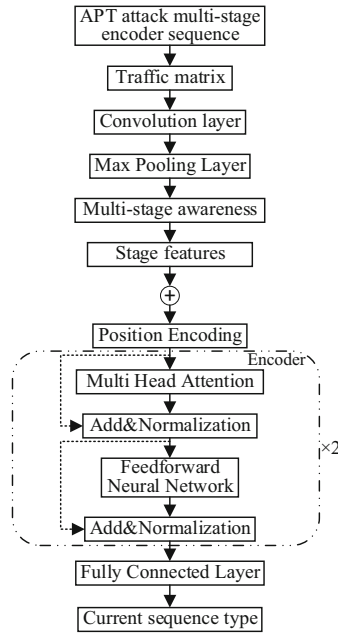 APT attack multi-stage
encoder sequence
Traffic matrix
Convolution layer
Max Pooling Layer
Multi-stage awareness
Stage features
+
Position Encoding
Encoder
Multi Head Attention
Add&Normalization
×2
Feedforward
Neural Network
Add&Normalization
Fully Connected Layer
Current sequence type